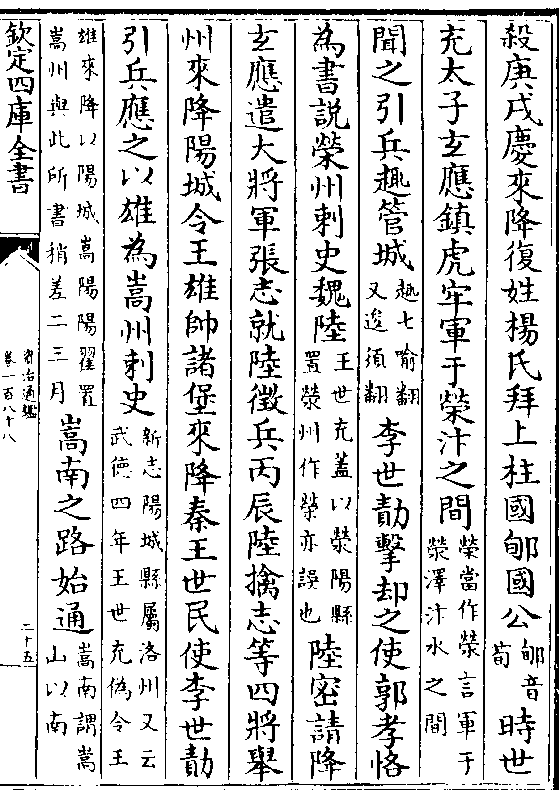 殺庚戌慶來降復姓楊氏拜上柱國郇國公郇音荀時世
充太子玄應鎮虎牢軍于榮汴之間榮當作滎言軍于滎澤汴水之間
聞之引兵趣管城趣七喻翻又逡須翻李世勣擊却之使郭孝恪
為書説榮州刺史魏陸王世充蓋以滎陽縣置榮州作榮亦誤也陸密請降
玄應遣大將軍張志就陸徵兵丙辰陸擒志等四將舉
州來降陽城令王雄帥諸堡來降秦王世民使李世勣
引兵應之以雄為嵩州刺史新志陽城縣屬洛州又云武德四年王世充偽令王
雄來降以陽城嵩陽陽翟置嵩州與此所書稍差二三月嵩南之路始通嵩南謂嵩山以南
欽定四庫全書
資治通鑑
卷一百八十八
二十五